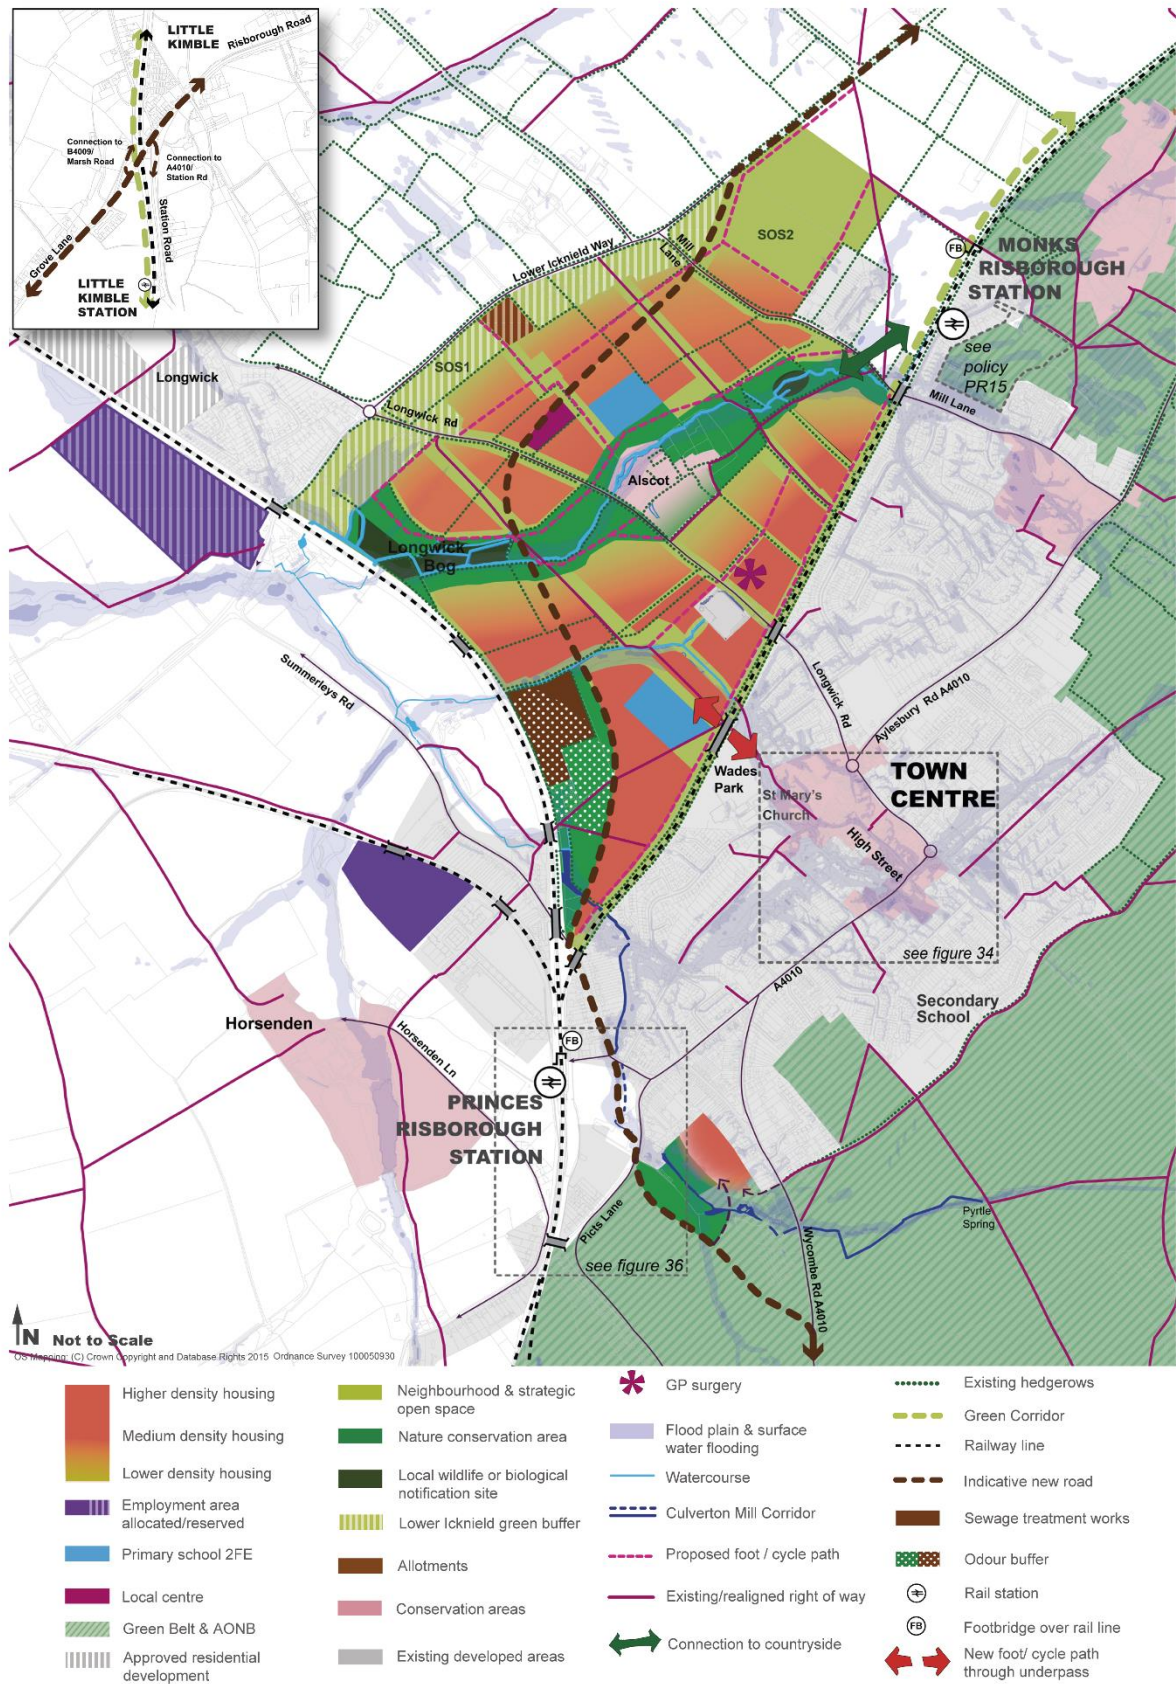 LITTLE
KIMBLE
Risborough Road
Connection to
B4009/
Marsh Road
Connection to
A4010/
Station Rd
Station Road
Grove Lane
LITTLE
KIMBLE
STATION
SOS2
Mill
Lane
Lower Icknield Way
FB
MONKS
RISBOROUGH
STATION
see
policy
PR15
Longwick
SOS1
Longwick Rd
Mill Lane
Alscot
Longwick
Bog
Summerleys Rd
Longwick Rd
Aylesbury Rd A4010
Wades
Park
TOWN
CENTRE
St Mary's
Church
High Street
see figure 34
A4010
Secondary
School
Horsenden
Horsenden Ln
FB
PRINCES
RISBOROUGH
STATION
Picts Lane
see figure 36
Pyrtle
Spring
Wycombe Rd A4010
N Not to Scale
OS Mapping: (C) Crown Copyright and Database Rights 2015 Ordnance Survey 100050930
Higher density housing
Medium density housing
Lower density housing
Employment area
allocated/reserved
Primary school 2FE
Local centre
Green Belt & AONB
Approved residential
development
Neighbourhood & strategic
open space
Nature conservation area
Local wildlife or biological
notification site
Lower Icknield green buffer
Allotments
Conservation areas
Existing developed areas
GP surgery
Flood plain & surface
water flooding
Watercourse
Culverton Mill Corridor
Proposed foot / cycle path
Existing/realigned right of way
Connection to countryside
Existing hedgerows
Green Corridor
Railway line
Indicative new road
Sewage treatment works
Odour buffer
Rail station
FB
Footbridge over rail line
New foot/ cycle path
through underpass